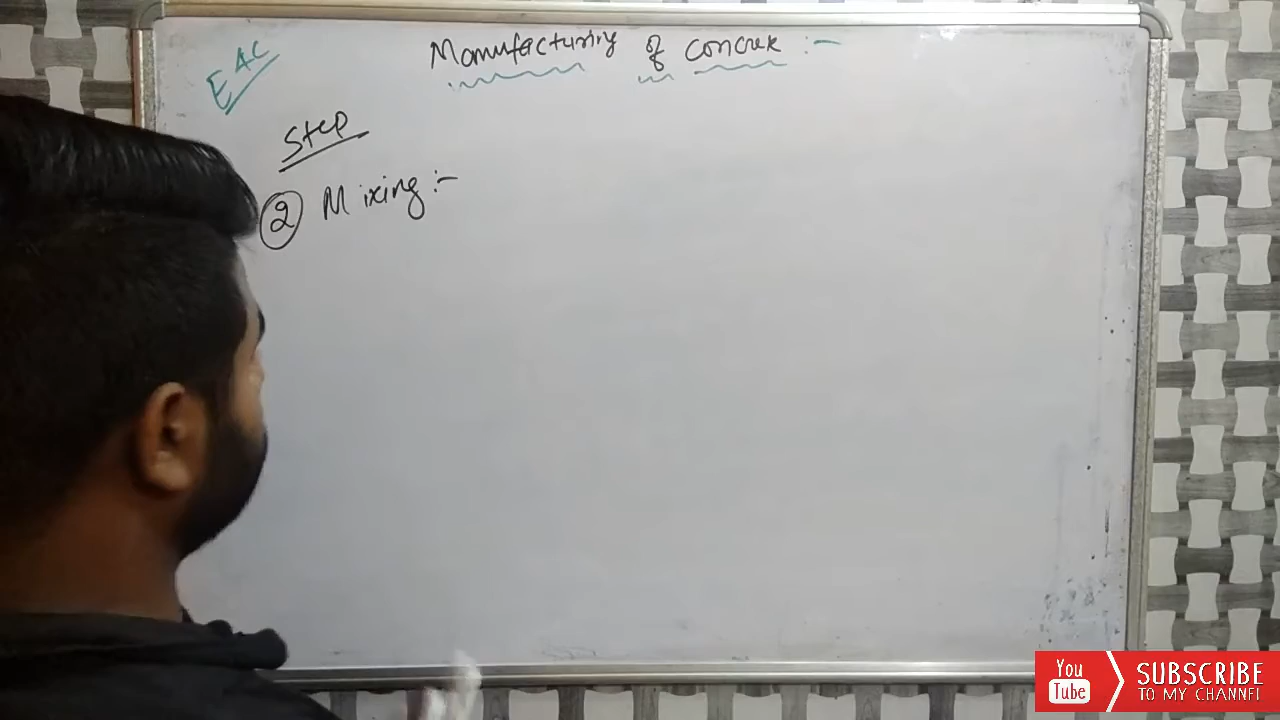 EAC
Manufacturing of concrete :-
Step
② Mixing :-
You
Tube
SUBSCRIBE
TO MY CHANNEL